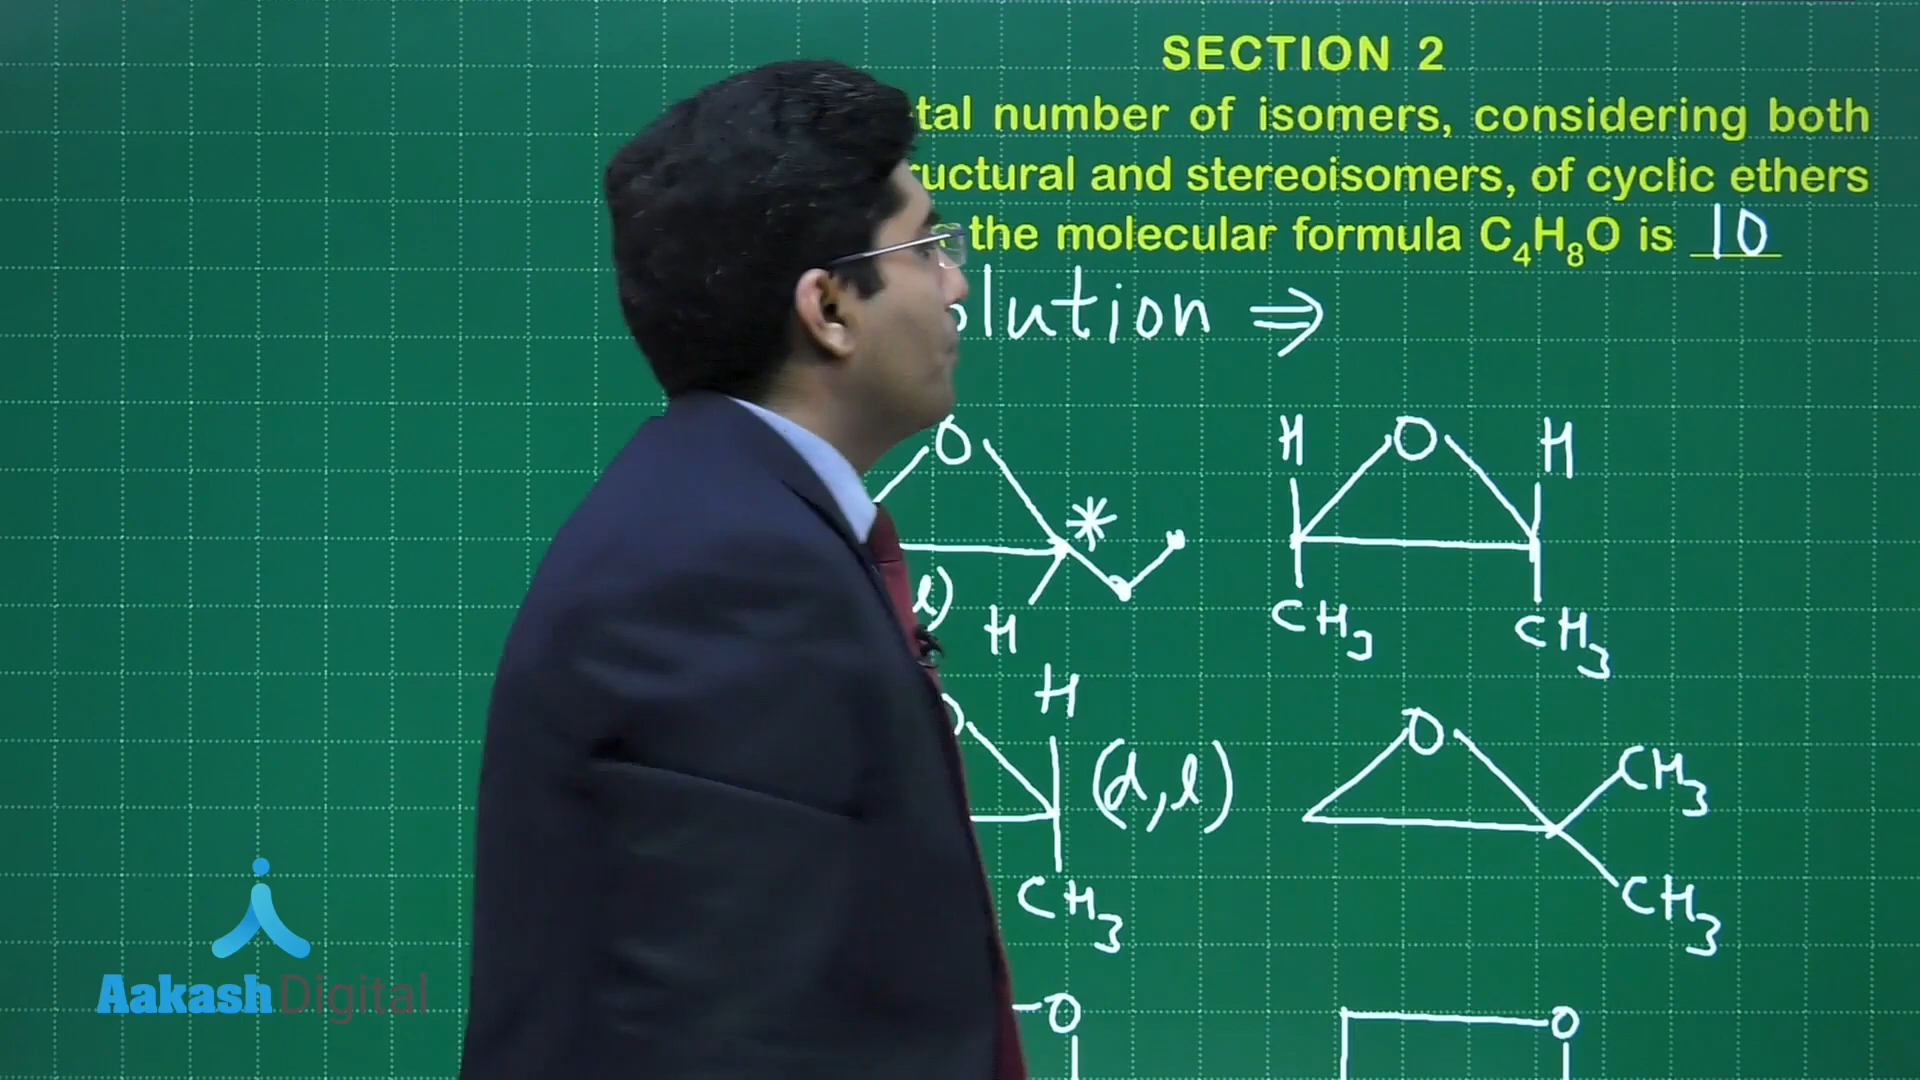 SECTION 2
tal number of isomers, considering both
ructural and stereoisomers, of cyclic ethers
the molecular formula C₄H₈O is 10
olution ⇒
O * H
l)
H O H
CH₃ CH₃
H
(d,l)
CH₃
O CH₃
CH₃
-O
O
Aakash Digital